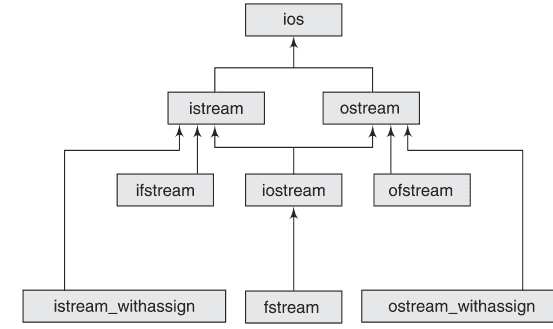 ios
istream
ostream
ifstream
iostream
ofstream
istream_withassign
fstream
ostream_withassign